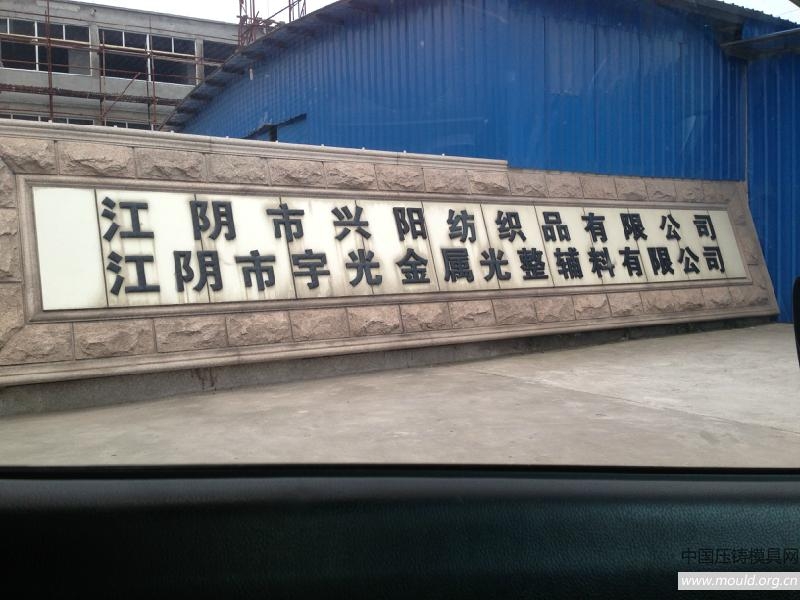 江阴市兴阳纺织品有限公司
江阴市宇光金属光整辅料有限公司
中国压铸模具网
www.mould.org.cn